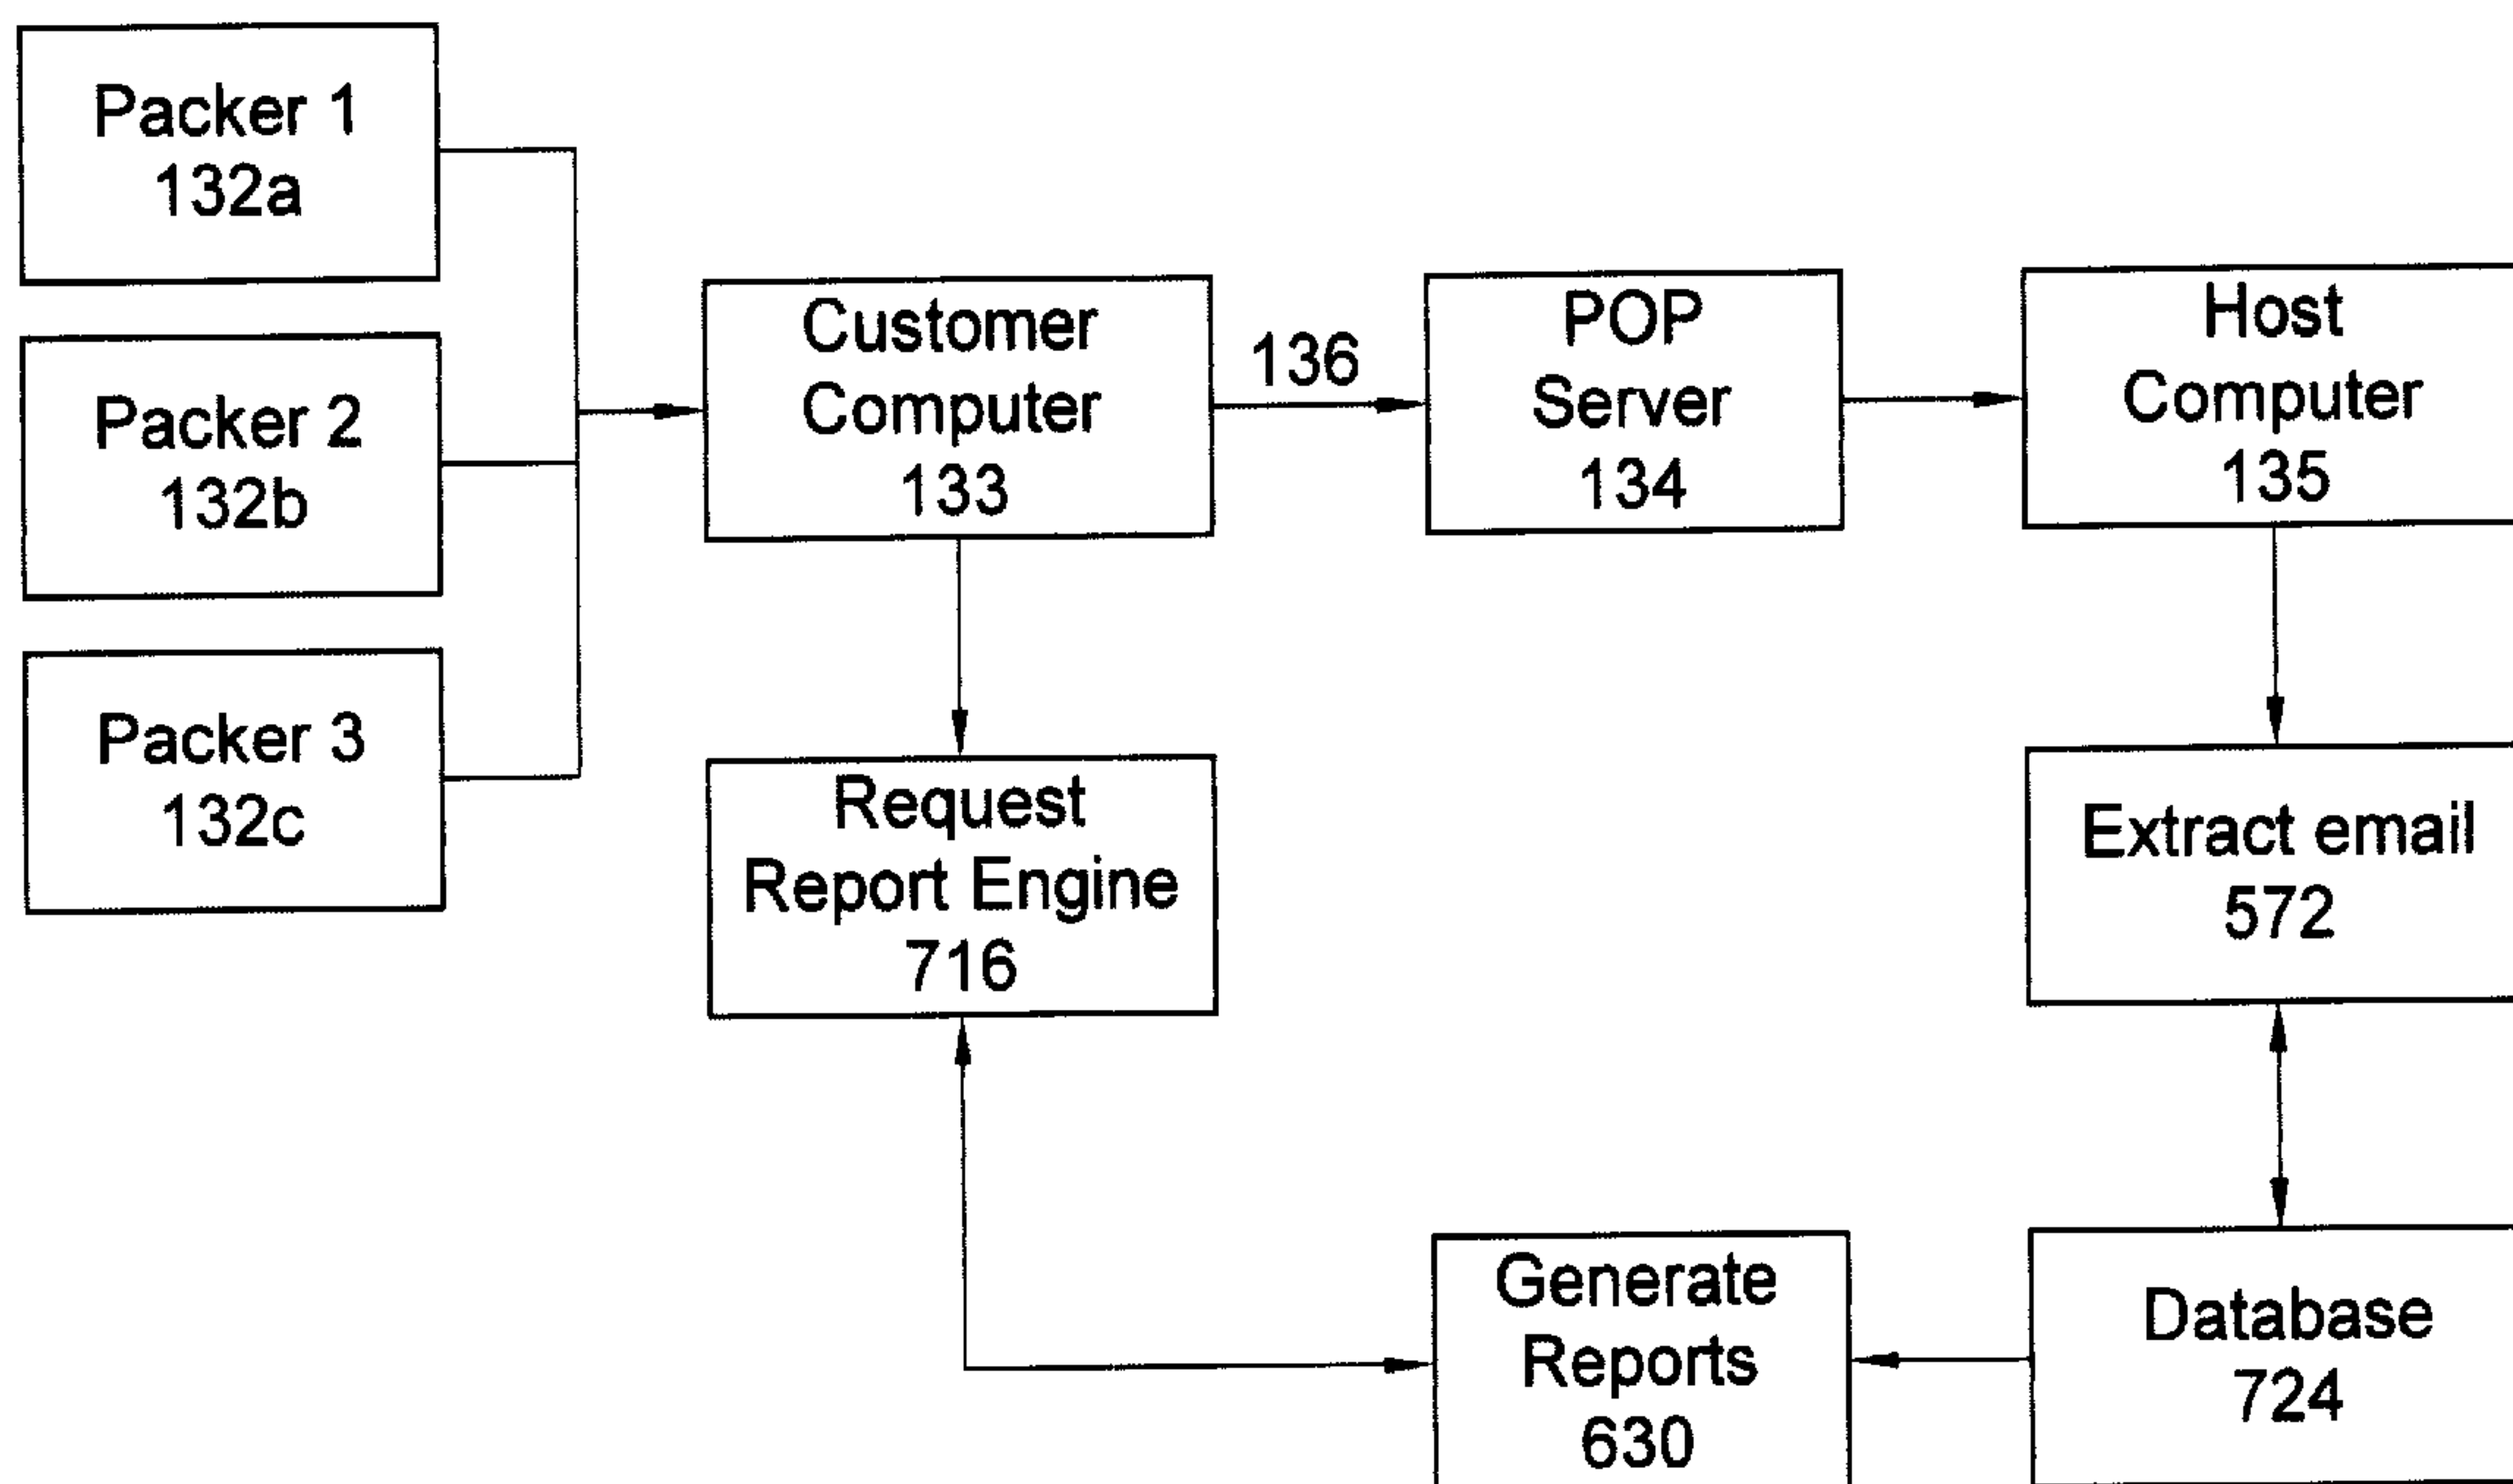 Packer 1
132a
Packer 2
132b
Packer 3
132c
Customer
Computer
133
136
POP
Server
134
Host
Computer
135
Request
Report Engine
716
Extract email
572
Generate
Reports
630
Database
724